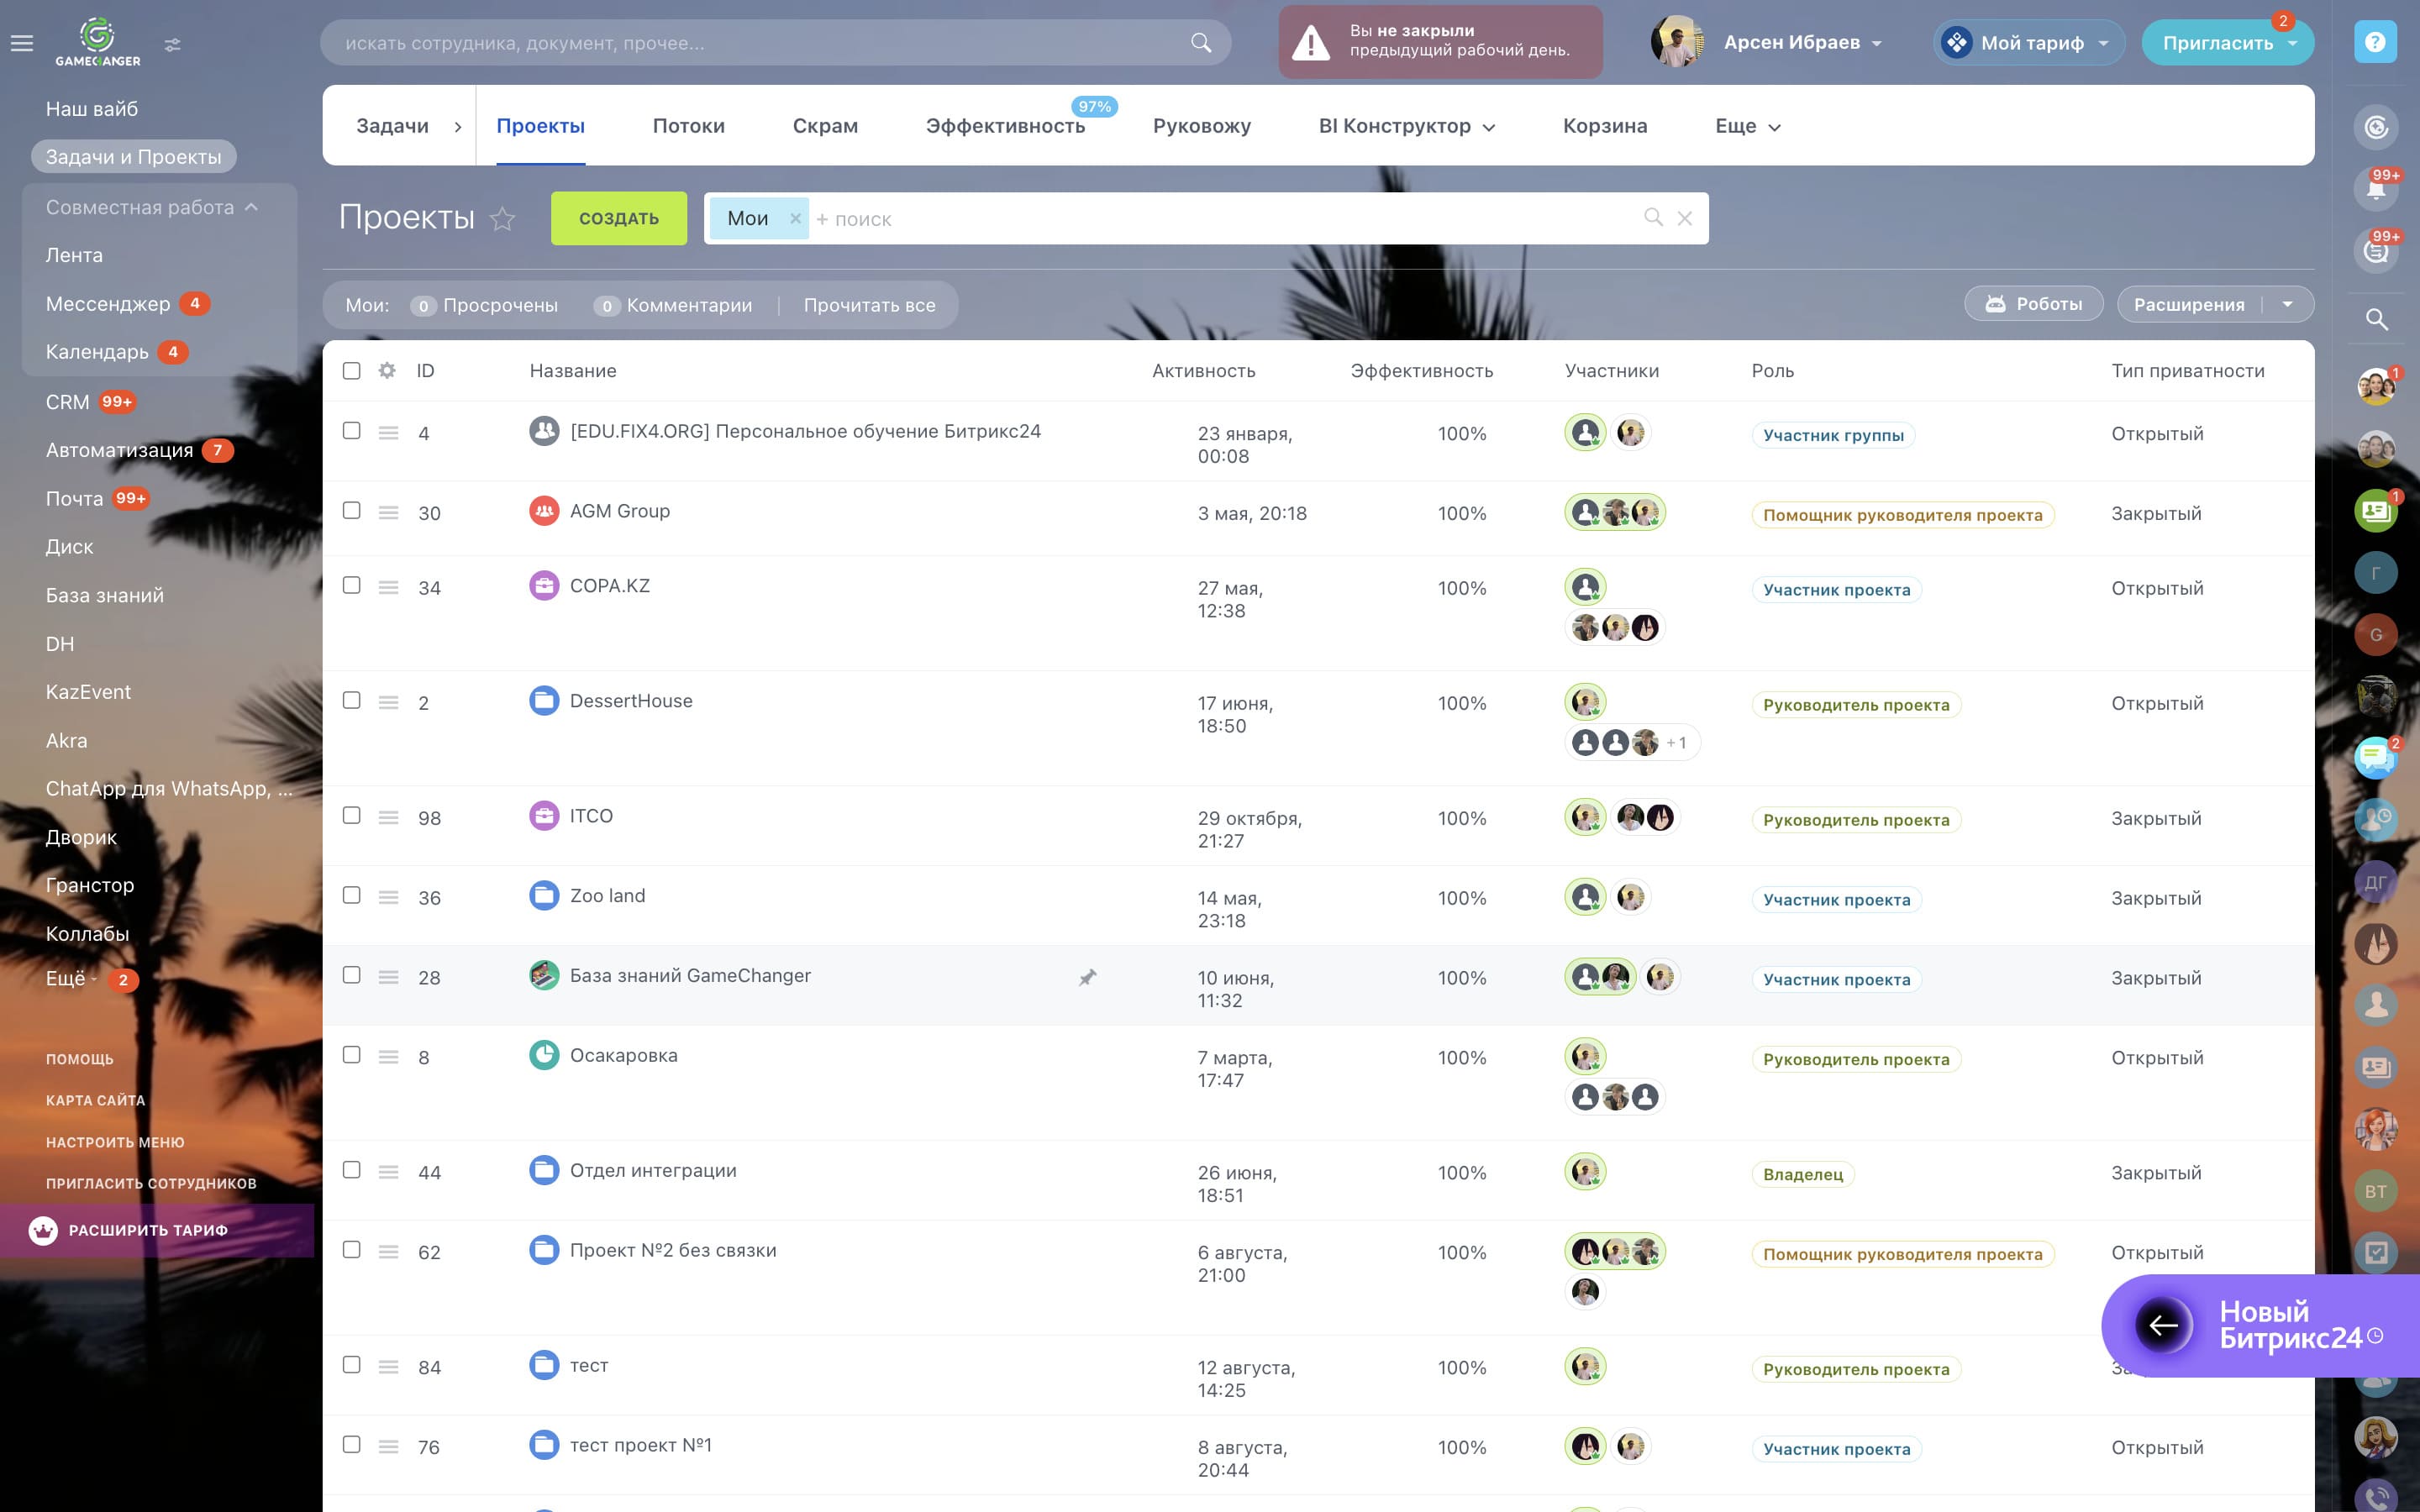 GAMECHANGER
искать сотрудника, документ, прочее...
Вы не закрыли
предыдущий рабочий день.
Арсен Ибраев
Мой тариф
Пригласить
2
Наш вайб
Задачи и Проекты
Совместная работа
Лента
Мессенджер 4
Календарь 4
CRM 99+
Автоматизация 7
Почта 99+
Диск
База знаний
DH
KazEvent
Akra
ChatApp для WhatsApp, ...
Дворик
Гранстор
Коллабы
Ещё 2
ПОМОЩЬ
КАРТА САЙТА
НАСТРОИТЬ МЕНЮ
ПРИГЛАСИТЬ СОТРУДНИКОВ
РАСШИРИТЬ ТАРИФ
Задачи Проекты Потоки Скрам Эффективность 97% Руковожу BI Конструктор Корзина Еще
Проекты
СОЗДАТЬ
Мои × + поиск
Мои: 0 Просрочены 0 Комментарии Прочитать все
Роботы
Расширения
ID Название Активность Эффективность Участники Роль Тип приватности
4 [EDU.FIX4.ORG] Персональное обучение Битрикс24 23 января, 100% Участник группы Открытый
00:08
30 AGM Group 3 мая, 20:18 100% Помощник руководителя проекта Закрытый
34 COPA.KZ 27 мая, 100% Участник проекта Открытый
12:38
2 DessertHouse 17 июня, 100% Руководитель проекта Открытый
18:50
+1
98 ITCO 29 октября, 100% Руководитель проекта Закрытый
21:27
36 Zoo land 14 мая, 100% Участник проекта Закрытый
23:18
28 База знаний GameChanger 10 июня, 100% Участник проекта Закрытый
11:32
8 Осакаровка 7 марта, 100% Руководитель проекта Открытый
17:47
44 Отдел интеграции 26 июня, 100% Владелец Закрытый
18:51
62 Проект №2 без связки 6 августа, 100% Помощник руководителя проекта Открытый
21:00
84 тест 12 августа, 100% Руководитель проекта
14:25
76 тест проект №1 8 августа, 100% Участник проекта Открытый
20:44
Новый
Битрикс24
?
99+
99+
1
1
Г
G
2
ДГ
ВТ